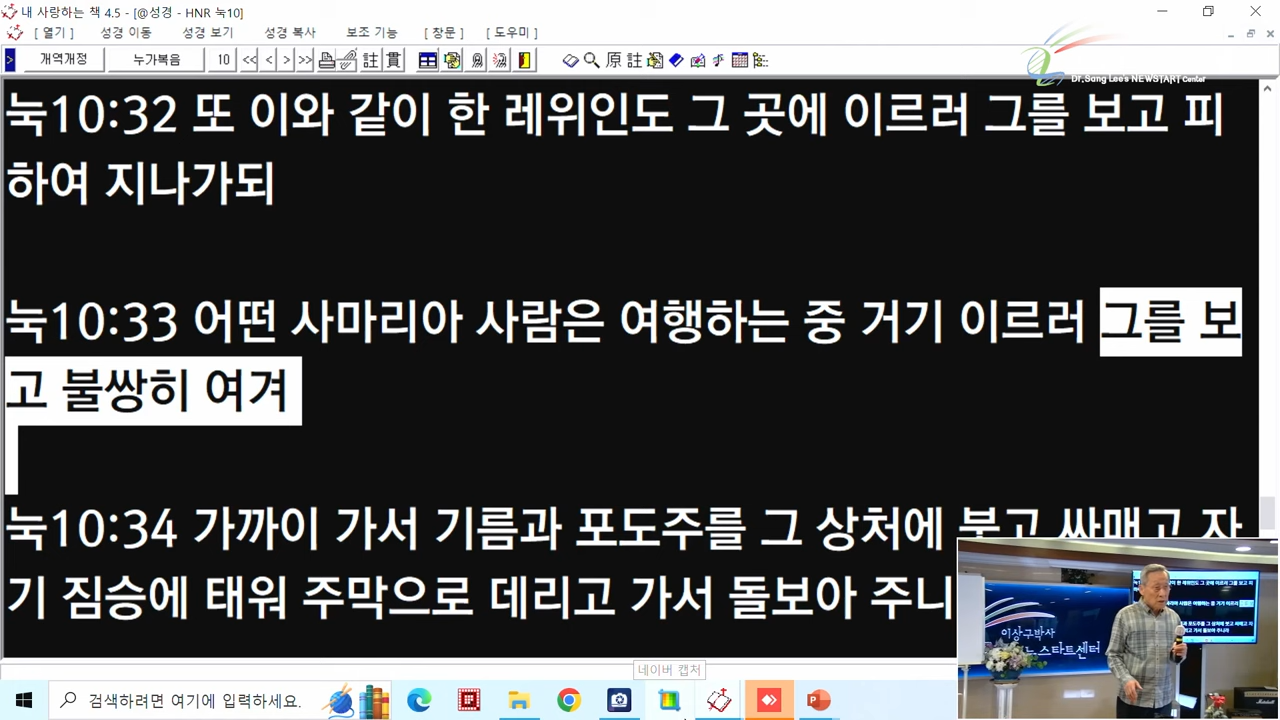 내 사랑하는 책 4.5 - [@성경 - HNR 눅10]
[ 열기 ] 성경 이동 성경 보기 성경 복사 보조 기능 [ 창문 ] [ 도우미 ]
> 개역개정 누가복음 10 << < > >> 註 貫 原 註
Dr.Sang Lee's NEWSTART Center
눅10:32 또 이와 같이 한 레위인도 그 곳에 이르러 그를 보고 피
하여 지나가되
눅10:33 어떤 사마리아 사람은 여행하는 중 거기 이르러 그를 보
고 불쌍히 여겨
눅10:34 가까이 가서 기름과 포도주를 그 상처에 붓고 싸매고 자
기 짐승에 태워 주막으로 데리고 가서 돌보아 주니
이상구박사
뉴스타트센터
네이버 캡처
검색하려면 여기에 입력하세요.